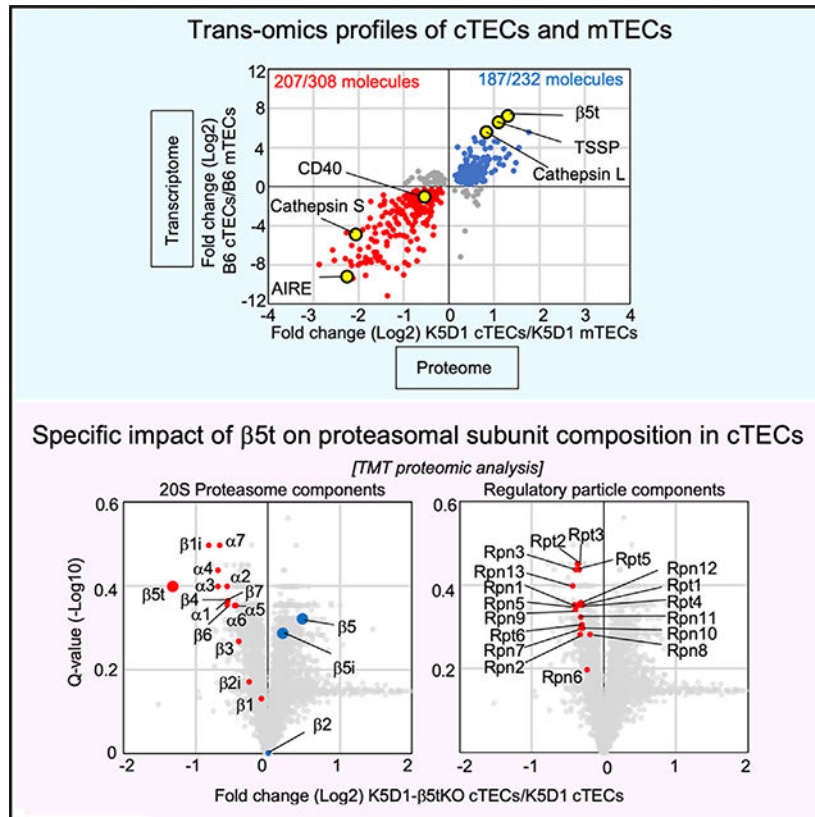 Trans-omics profiles of cTECs and mTECs
Transcriptome
Fold change (Log2)
B6 cTECs/B6 mTECs
12
8
4
0
-4
-8
-12
207/308 molecules
187/232 molecules
β5t
TSSP
Cathepsin L
CD40
Cathepsin S
AIRE
-4 -3 -2 -1 0 1 2 3 4
Fold change (Log2) K5D1 cTECs/K5D1 mTECs
Proteome
Specific impact of β5t on proteasomal subunit composition in cTECs
[TMT proteomic analysis]
20S Proteasome components
Q-value (-Log10)
0.6
0.4
0.2
0
β1i
α7
α4
α2
β5t
α3
β7
β4
α1
α5
β6
α6
β3
β2i
β1
β5
β5i
β2
-2 -1 0 1 2
Regulatory particle components
0.6
0.4
0.2
Rpt3
Rpt2
Rpn3
Rpt5
Rpn13
Rpn12
Rpn1
Rpt1
Rpn5
Rpt4
Rpn9
Rpn11
Rpt6
Rpn10
Rpn7
Rpn8
Rpn2
Rpn6
-2 -1 0 1 2
Fold change (Log2) K5D1-β5tKO cTECs/K5D1 cTECs